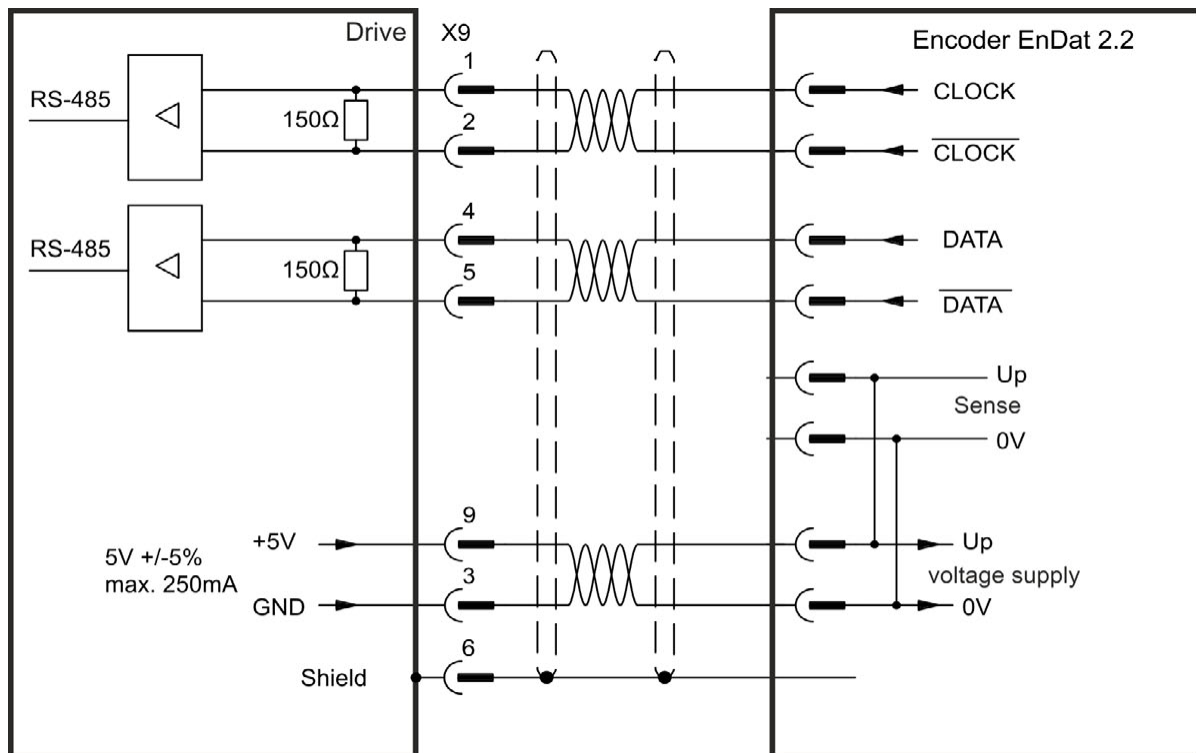 Drive
X9
Encoder EnDat 2.2
RS-485
150Ω
1
2
CLOCK
CLOCK
RS-485
150Ω
4
5
DATA
DATA
Up
Sense
0V
5V +/-5%
max. 250mA
+5V
GND
9
3
Up
voltage supply
0V
Shield
6